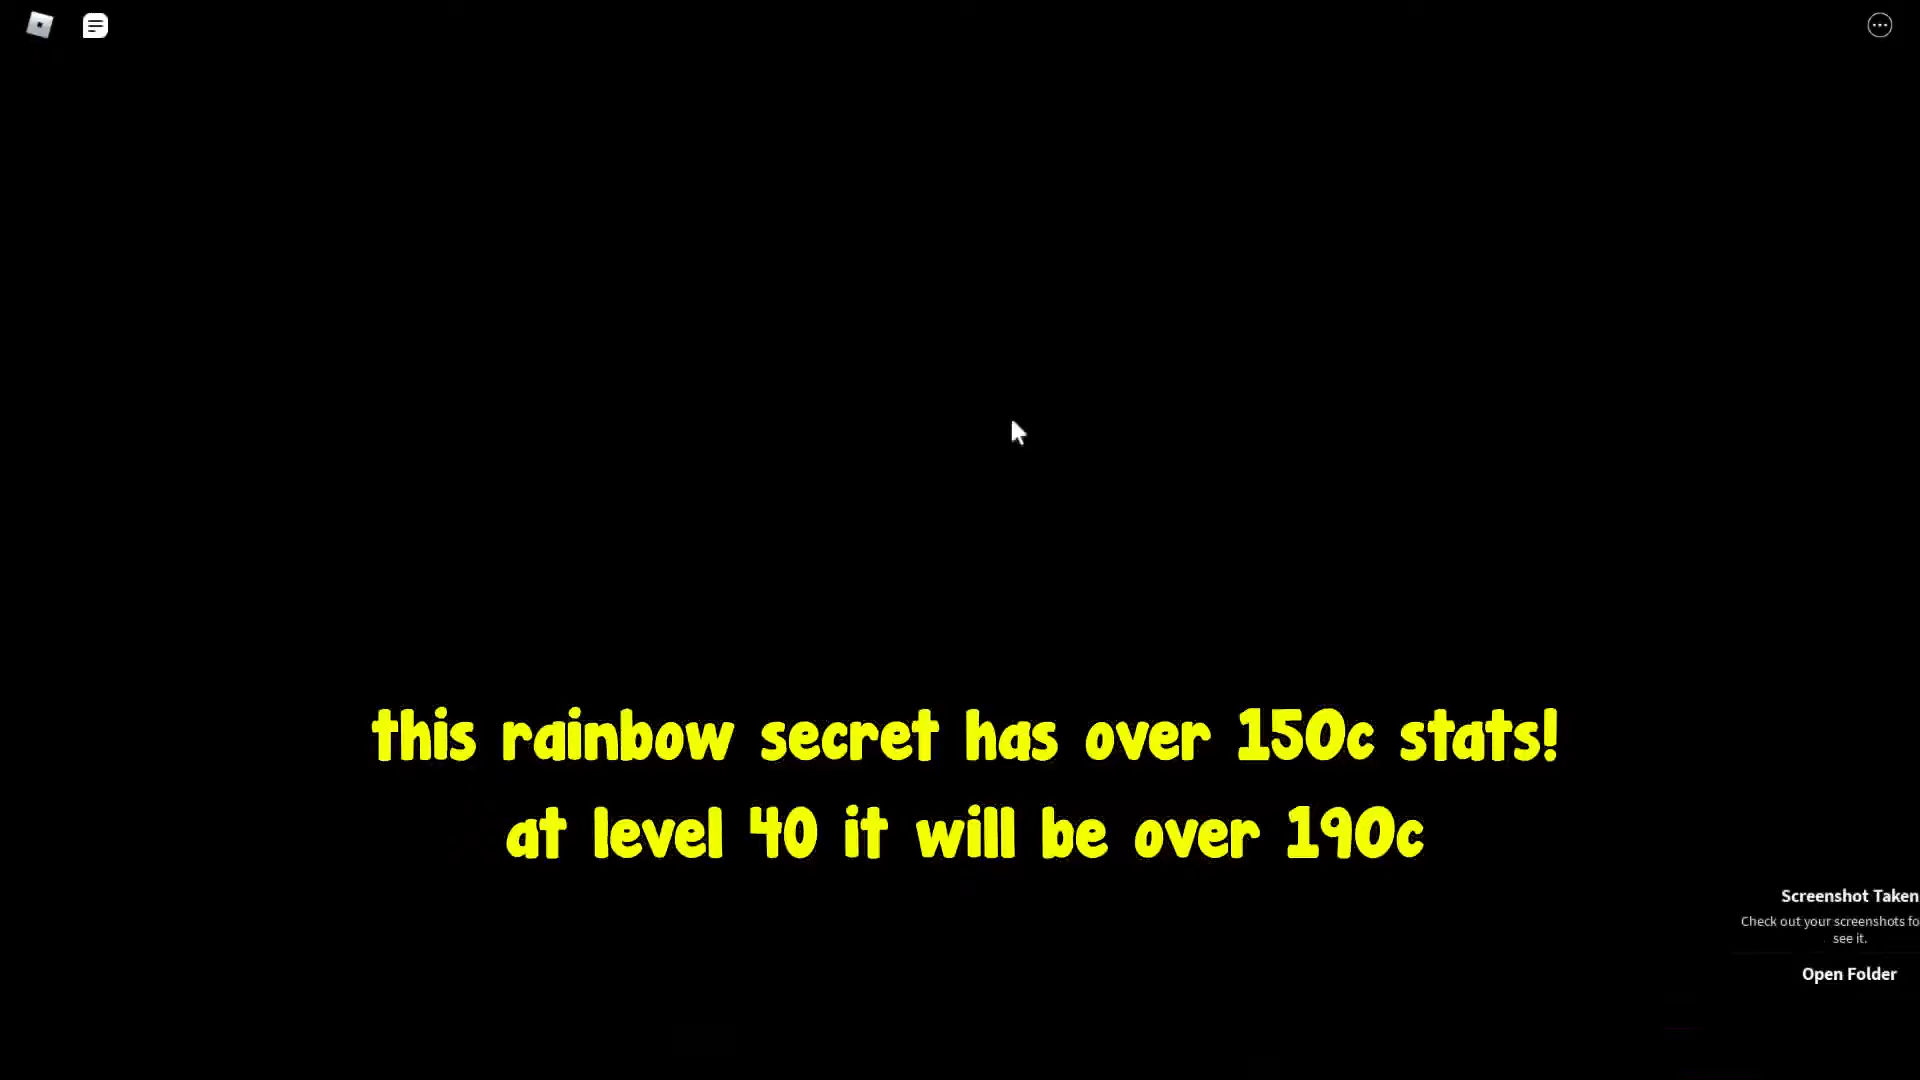 this rainbow secret has over 150c stats!
at level 40 it will be over 190c
Screenshot Taken
Check out your screenshots fo
see it.
Open Folder